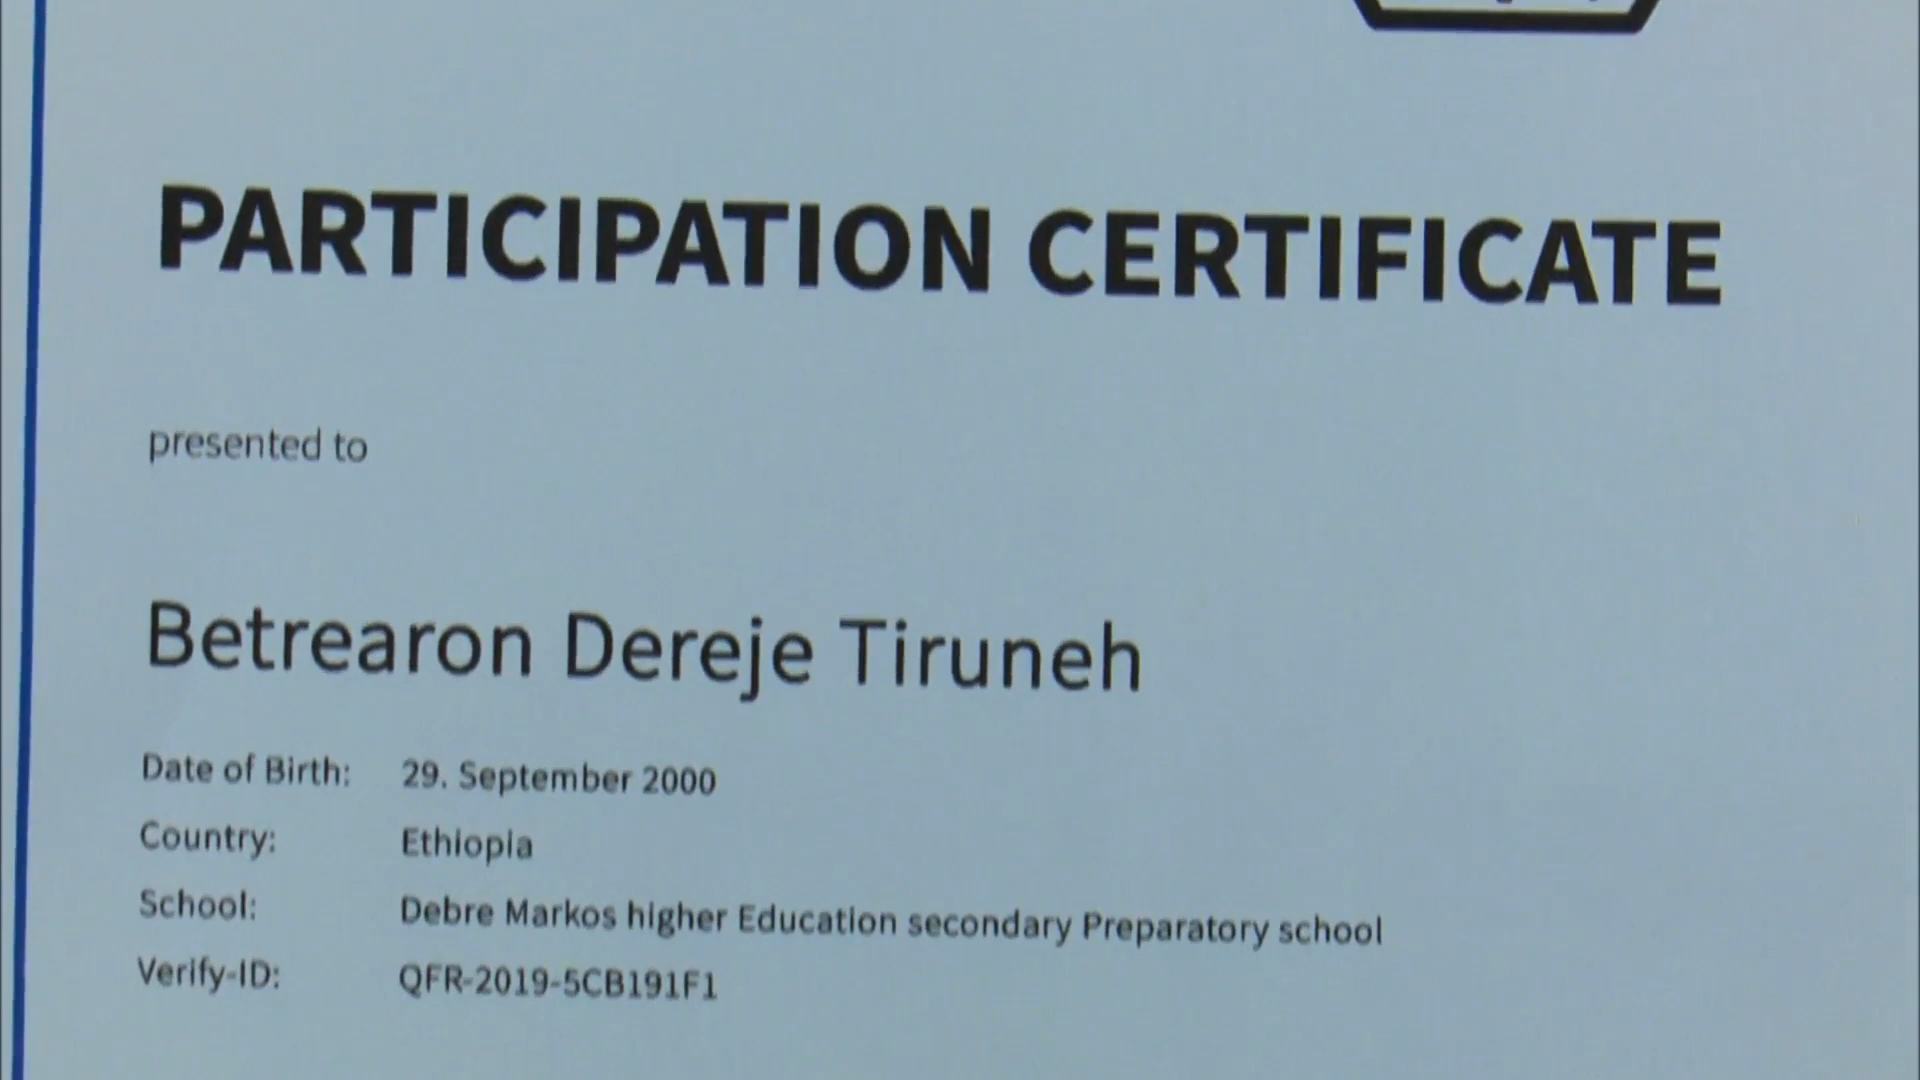 PARTICIPATION CERTIFICATE
presented to
Betrearon Dereje Tiruneh
Date of Birth: 29. September 2000
Country: Ethiopia
School: Debre Markos higher Education secondary Preparatory school
Verify-ID: QFR-2019-5CB191F1